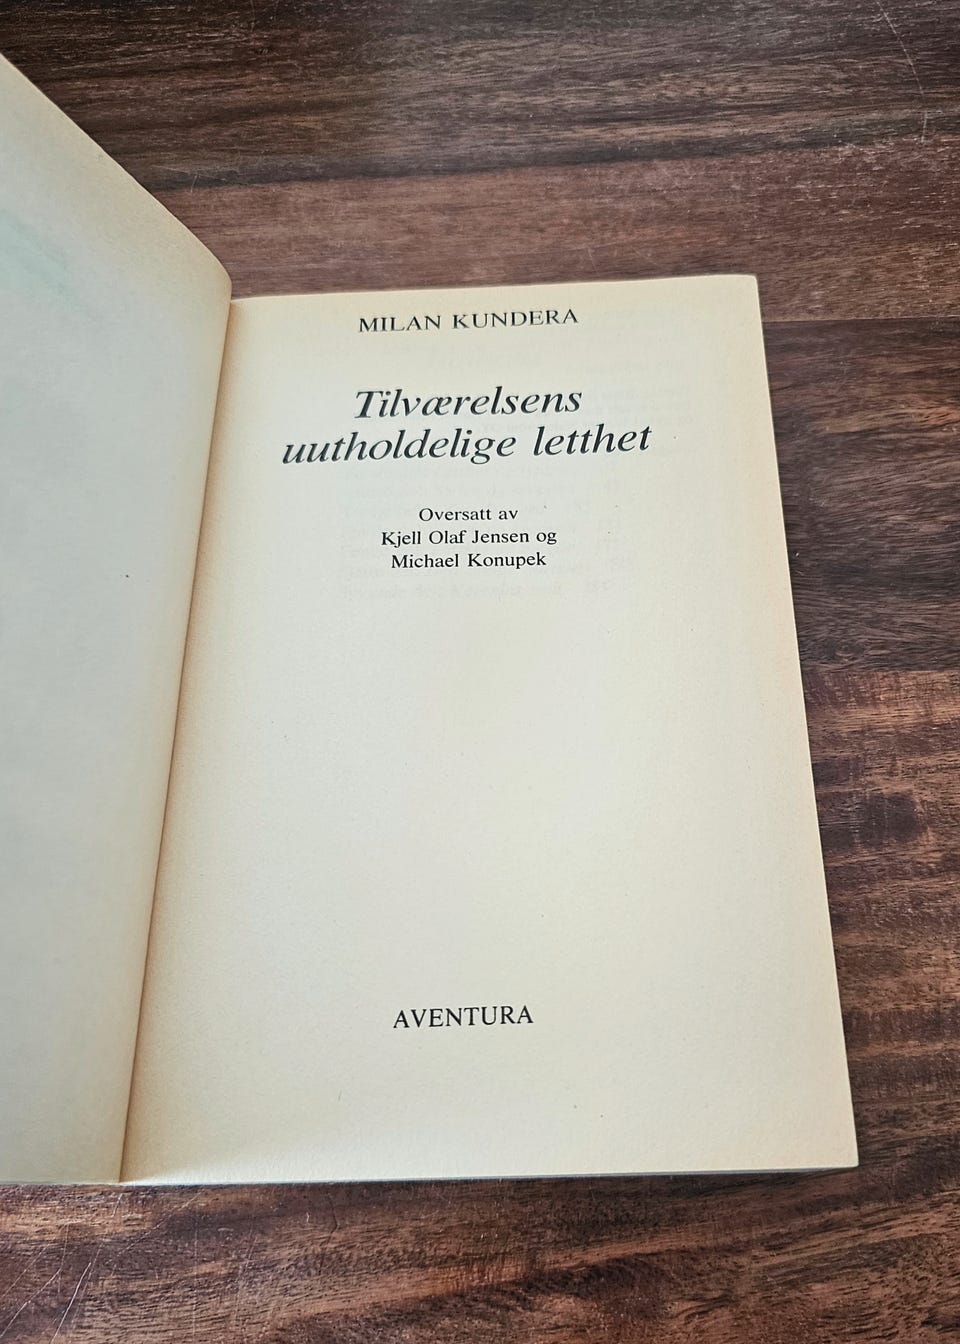 MILAN KUNDERA
Tilværelsens
uutholdelige letthet
Oversatt av
Kjell Olaf Jensen og
Michael Konupek
AVENTURA